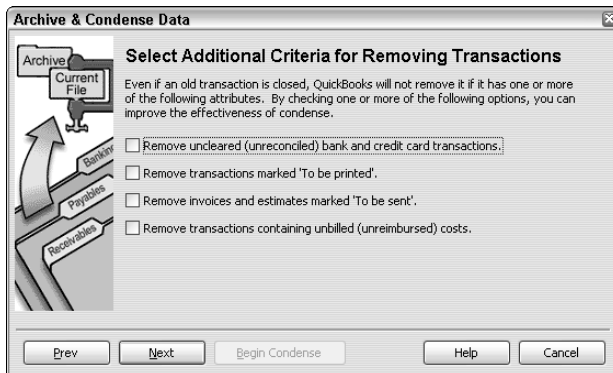 Archive & Condense Data
Archive
Current
File
Banking
Payables
Receivables
Select Additional Criteria for Removing Transactions
Even if an old transaction is closed, QuickBooks will not remove it if it has one or more
of the following attributes.  By checking one or more of the following options, you can
improve the effectiveness of condense.
Remove uncleared (unreconciled) bank and credit card transactions.
Remove transactions marked 'To be printed'.
Remove invoices and estimates marked 'To be sent'.
Remove transactions containing unbilled (unreimbursed) costs.
Prev
Next
Begin Condense
Help
Cancel